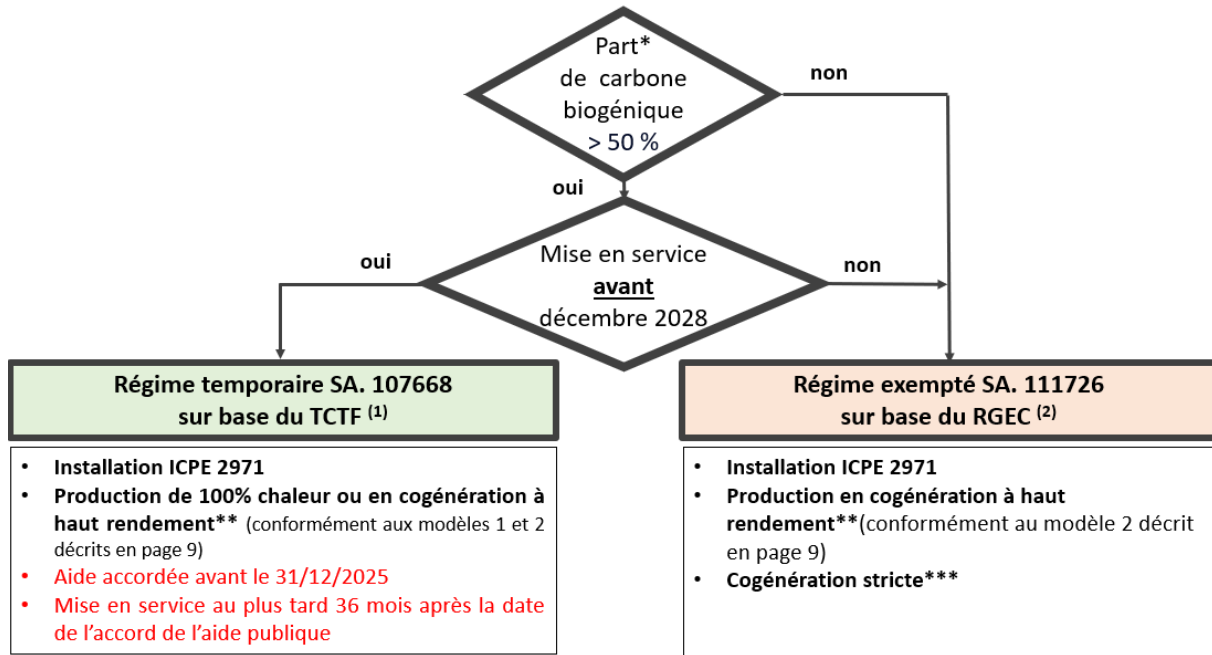 Part*
de carbone
biogénique
> 50 %
non
oui
Mise en service
avant
décembre 2028
oui
non
Régime temporaire SA. 107668
sur base du TCTF (1)
Régime exempté SA. 111726
sur base du RGEC (2)
• Installation ICPE 2971
• Production de 100% chaleur ou en cogénération à
haut rendement** (conformément aux modèles 1 et 2
décrits en page 9)
• Aide accordée avant le 31/12/2025
• Mise en service au plus tard 36 mois après la date
de l’accord de l’aide publique
• Installation ICPE 2971
• Production en cogénération à haut
rendement**(conformément au modèle 2 décrit
en page 9)
• Cogénération stricte***